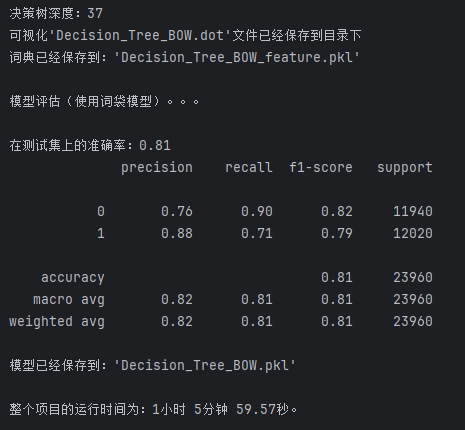 决策树深度：37
可视化'Decision_Tree_BOW.dot'文件已经保存到目录下
词典已经保存到：'Decision_Tree_BOW_feature.pkl'
模型评估（使用词袋模型）。。。
在测试集上的准确率：0.81
precision recall f1-score support
0 0.76 0.90 0.82 11940
1 0.88 0.71 0.79 12020
accuracy 0.81 23960
macro avg 0.82 0.81 0.81 23960
weighted avg 0.82 0.81 0.81 23960
模型已经保存到：'Decision_Tree_BOW.pkl'
整个项目的运行时间为：1小时 5分钟 59.57秒。